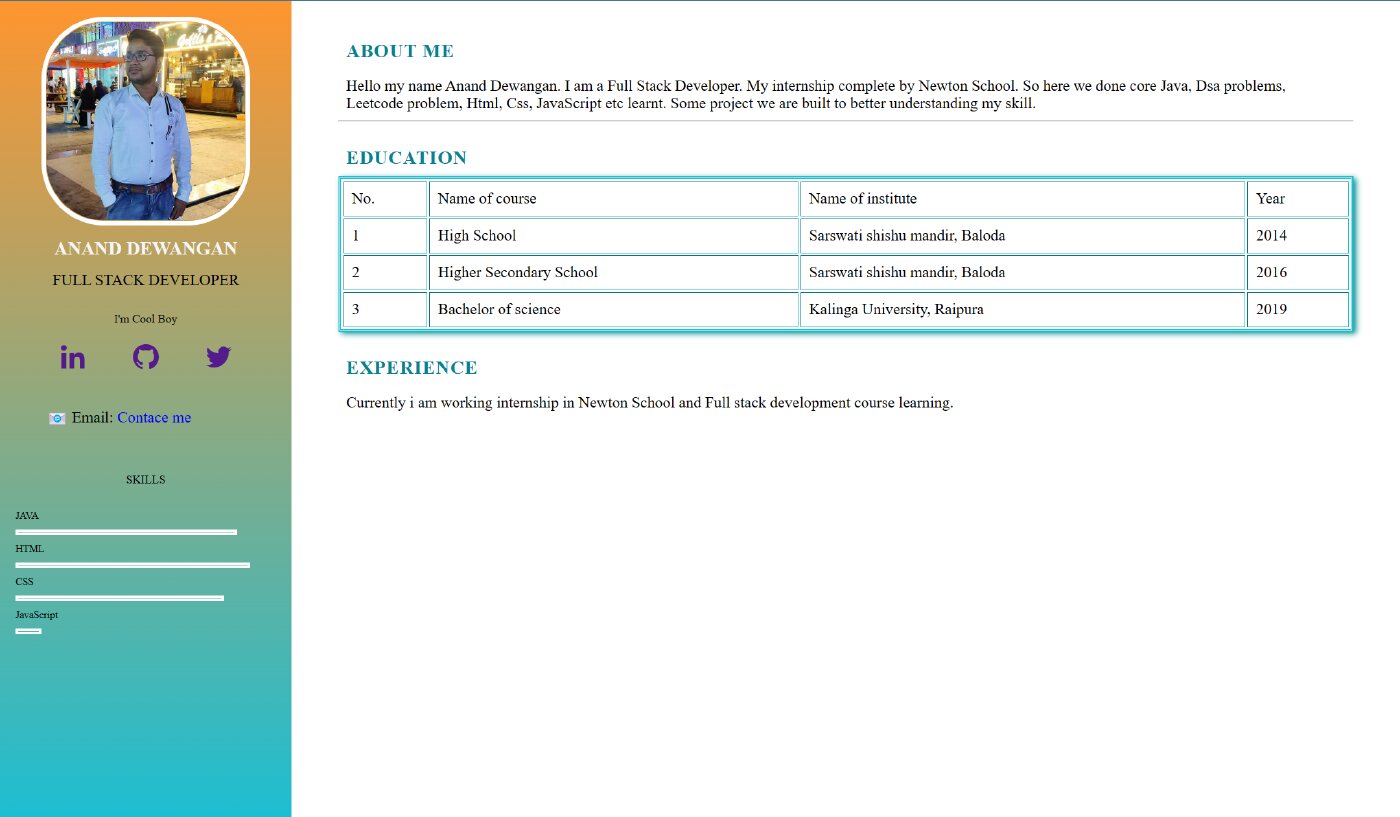 ANAND DEWANGAN
FULL STACK DEVELOPER
I'm Cool Boy
in
Email: Contace me
SKILLS
JAVA
HTML
CSS
JavaScript
ABOUT ME
Hello my name Anand Dewangan. I am a Full Stack Developer. My internship complete by Newton School. So here we done core Java, Dsa problems,
Leetcode problem, Html, Css, JavaScript etc learnt. Some project we are built to better understanding my skill.
EDUCATION
No. Name of course Name of institute Year
1 High School Sarswati shishu mandir, Baloda 2014
2 Higher Secondary School Sarswati shishu mandir, Baloda 2016
3 Bachelor of science Kalinga University, Raipura 2019
EXPERIENCE
Currently i am working internship in Newton School and Full stack development course learning.